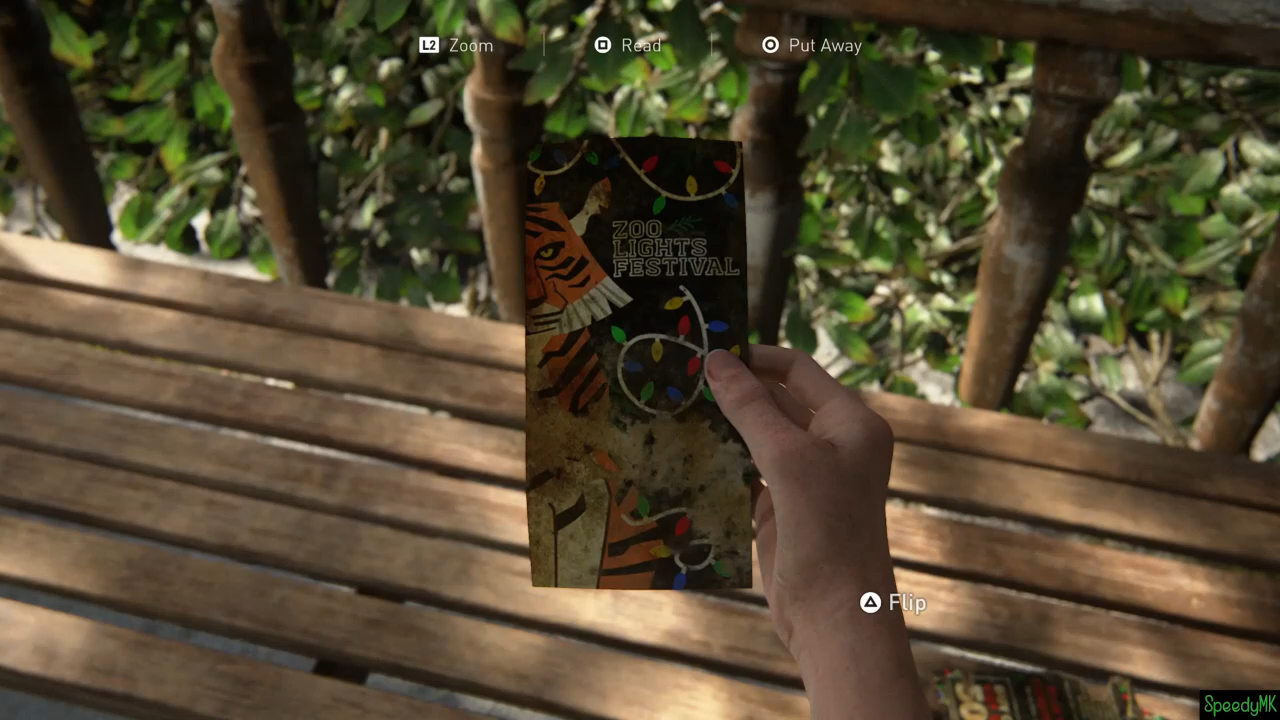 L2 Zoom
Read
Put Away
ZOO
LIGHTS
FESTIVAL
Flip
SpeedyMK